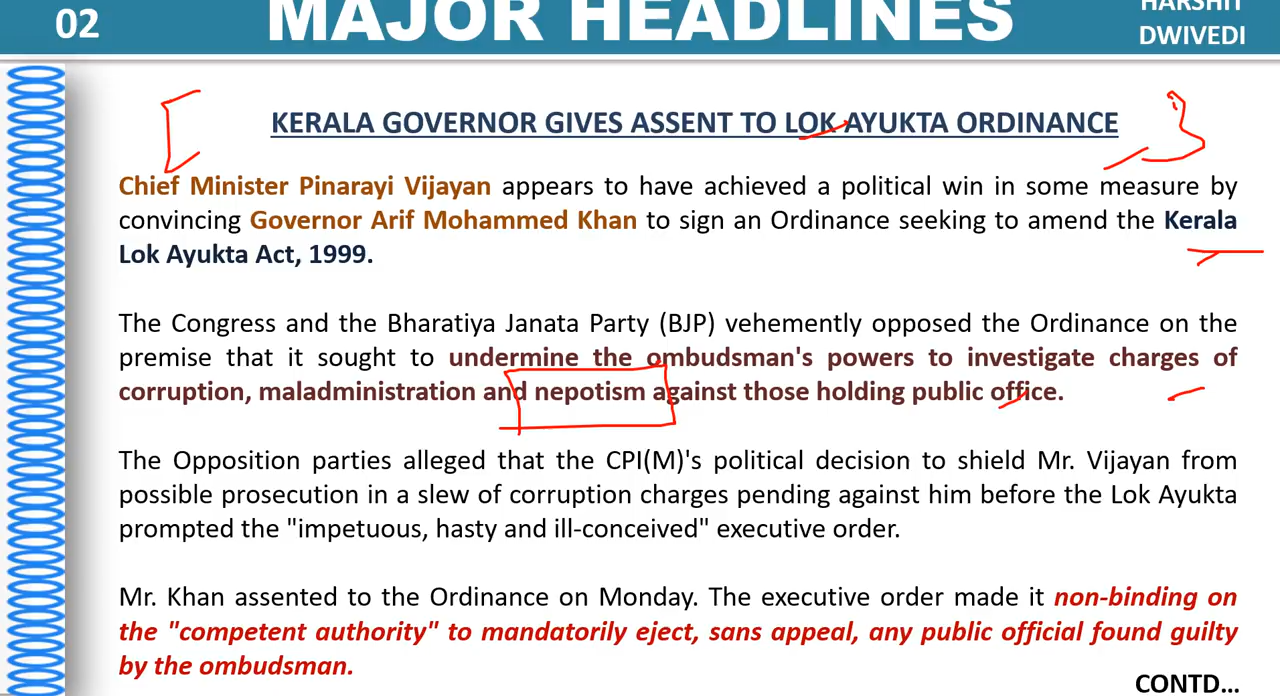 02
MAJOR HEADLINES
HARSHIT
DWIVEDI
KERALA GOVERNOR GIVES ASSENT TO LOK AYUKTA ORDINANCE
Chief Minister Pinarayi Vijayan appears to have achieved a political win in some measure by
convincing Governor Arif Mohammed Khan to sign an Ordinance seeking to amend the Kerala
Lok Ayukta Act, 1999.
The Congress and the Bharatiya Janata Party (BJP) vehemently opposed the Ordinance on the
premise that it sought to undermine the ombudsman's powers to investigate charges of
corruption, maladministration and nepotism against those holding public office.
The Opposition parties alleged that the CPI(M)'s political decision to shield Mr. Vijayan from
possible prosecution in a slew of corruption charges pending against him before the Lok Ayukta
prompted the "impetuous, hasty and ill-conceived" executive order.
Mr. Khan assented to the Ordinance on Monday. The executive order made it non-binding on
the "competent authority" to mandatorily eject, sans appeal, any public official found guilty
by the ombudsman.
CONTD...